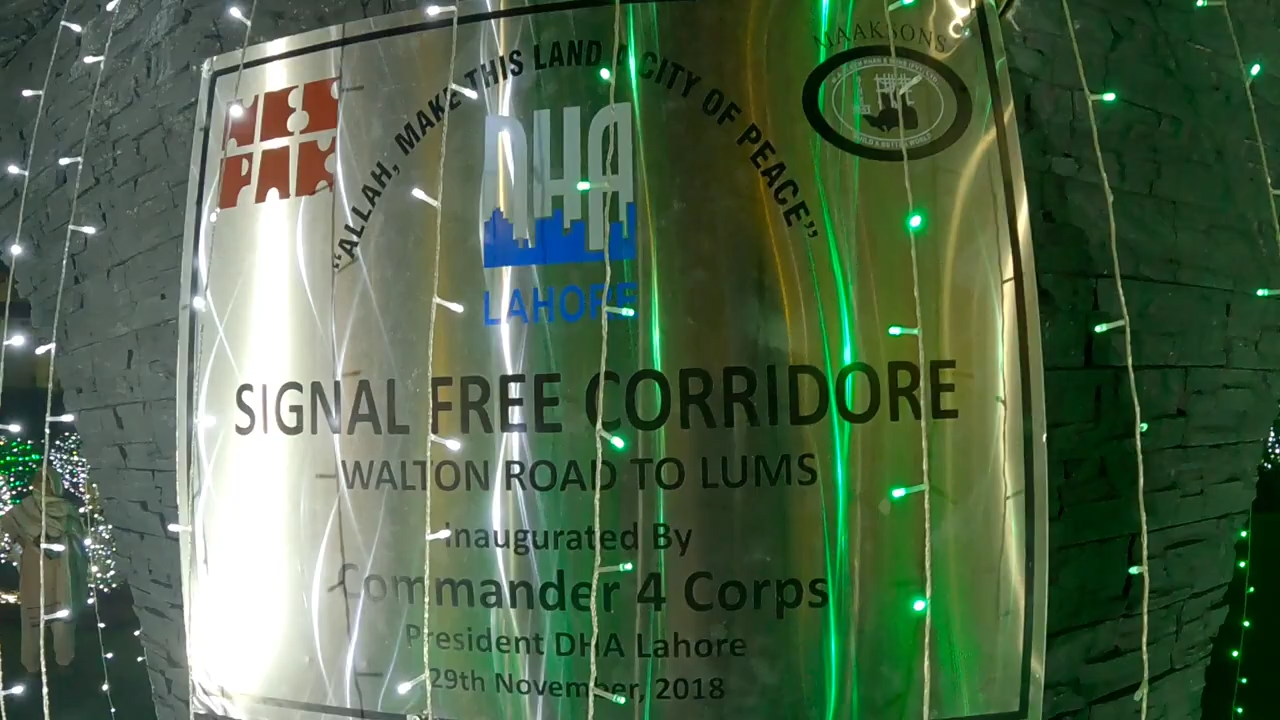 MAAKSONS
"ALLAH, MAKE THIS LAND A CITY OF PEACE"
DHA
LAHORE
SIGNAL FREE CORRIDORE
WALTON ROAD TO LUMS
Inaugurated By
Commander 4 Corps
President DHA Lahore
29th November, 2018